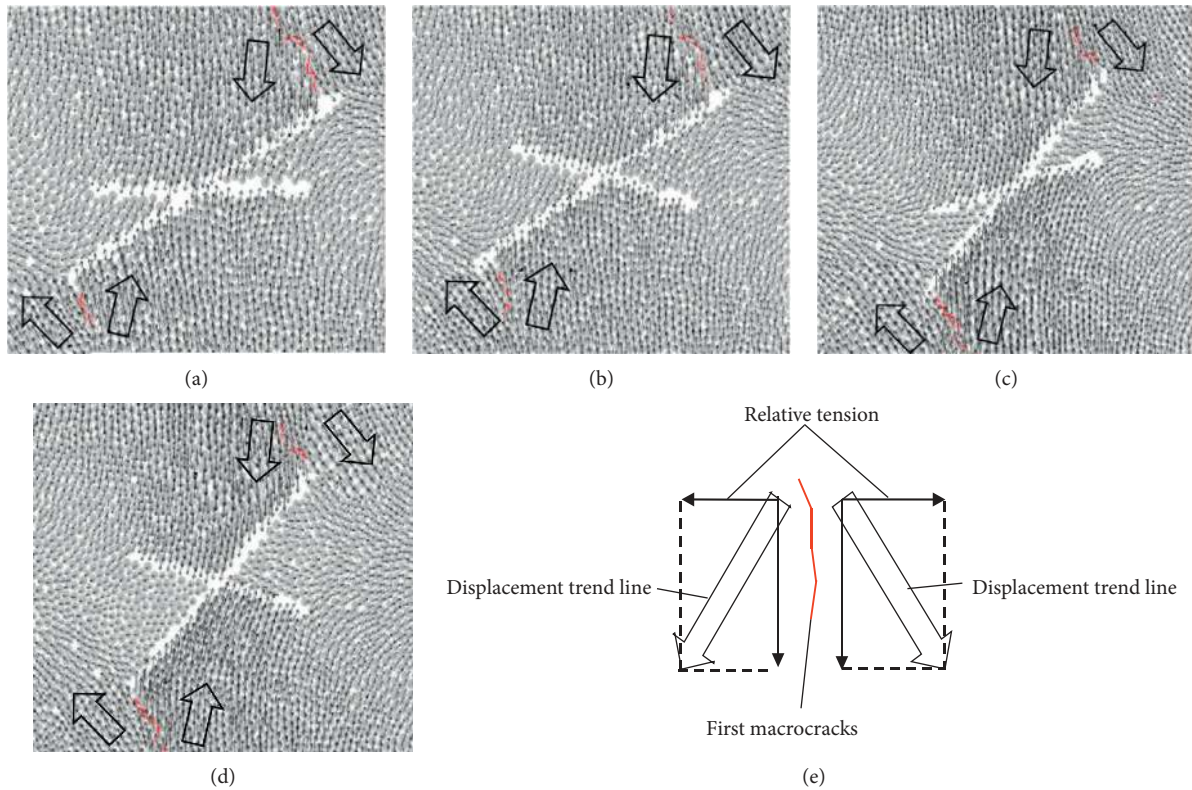 (a)
(b)
(c)
Relative tension
Displacement trend line
Displacement trend line
First macrocracks
(d)
(e)